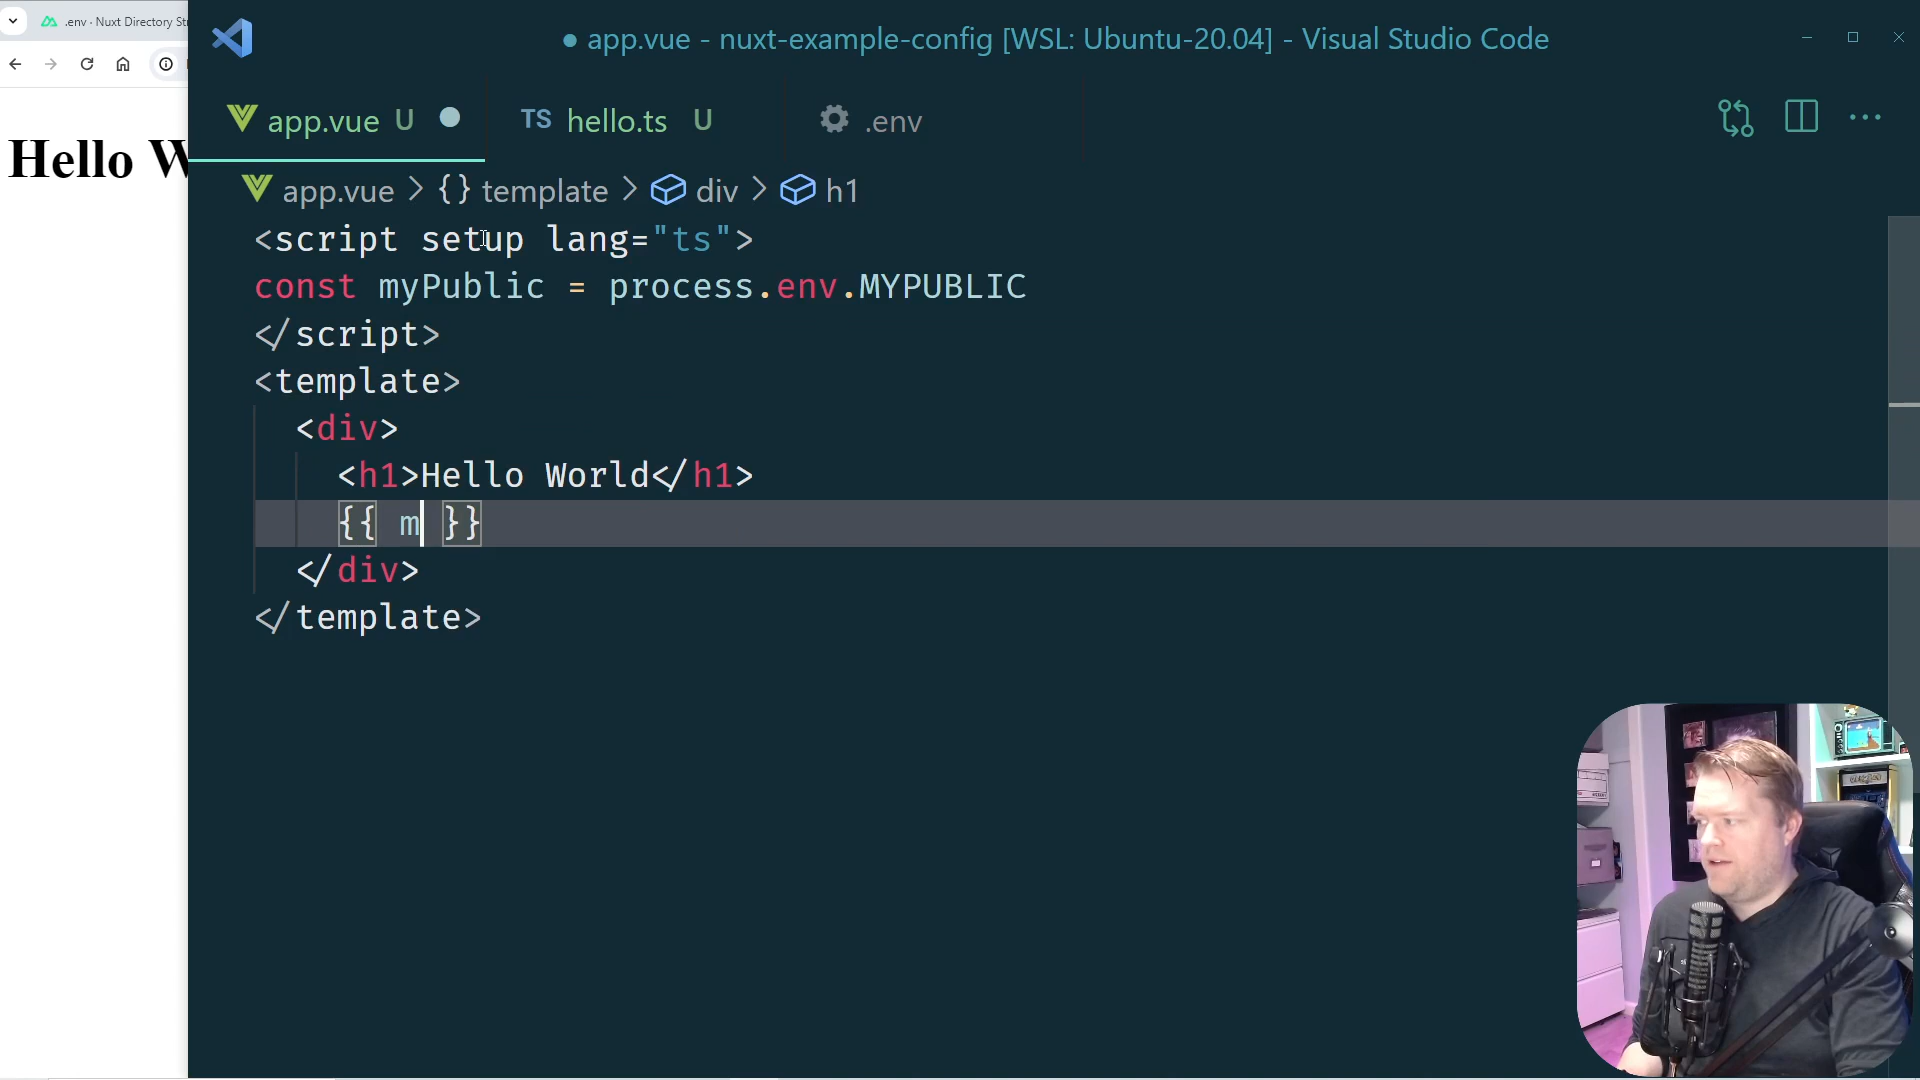 .env · Nuxt Directory St
app.vue - nuxt-example-config [WSL: Ubuntu-20.04] - Visual Studio Code
app.vue U
TS hello.ts U
.env
Hello W
app.vue > {} template > div > h1
<script setup lang="ts">
const myPublic = process.env.MYPUBLIC
</script>
<template>
<div>
<h1>Hello World</h1>
{{ m }}
</div>
</template>